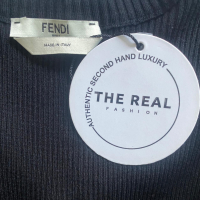 FENDI
MADE IN ITALY
AUTHENTIC SECOND HAND LUXURY
THE REAL
FASHION